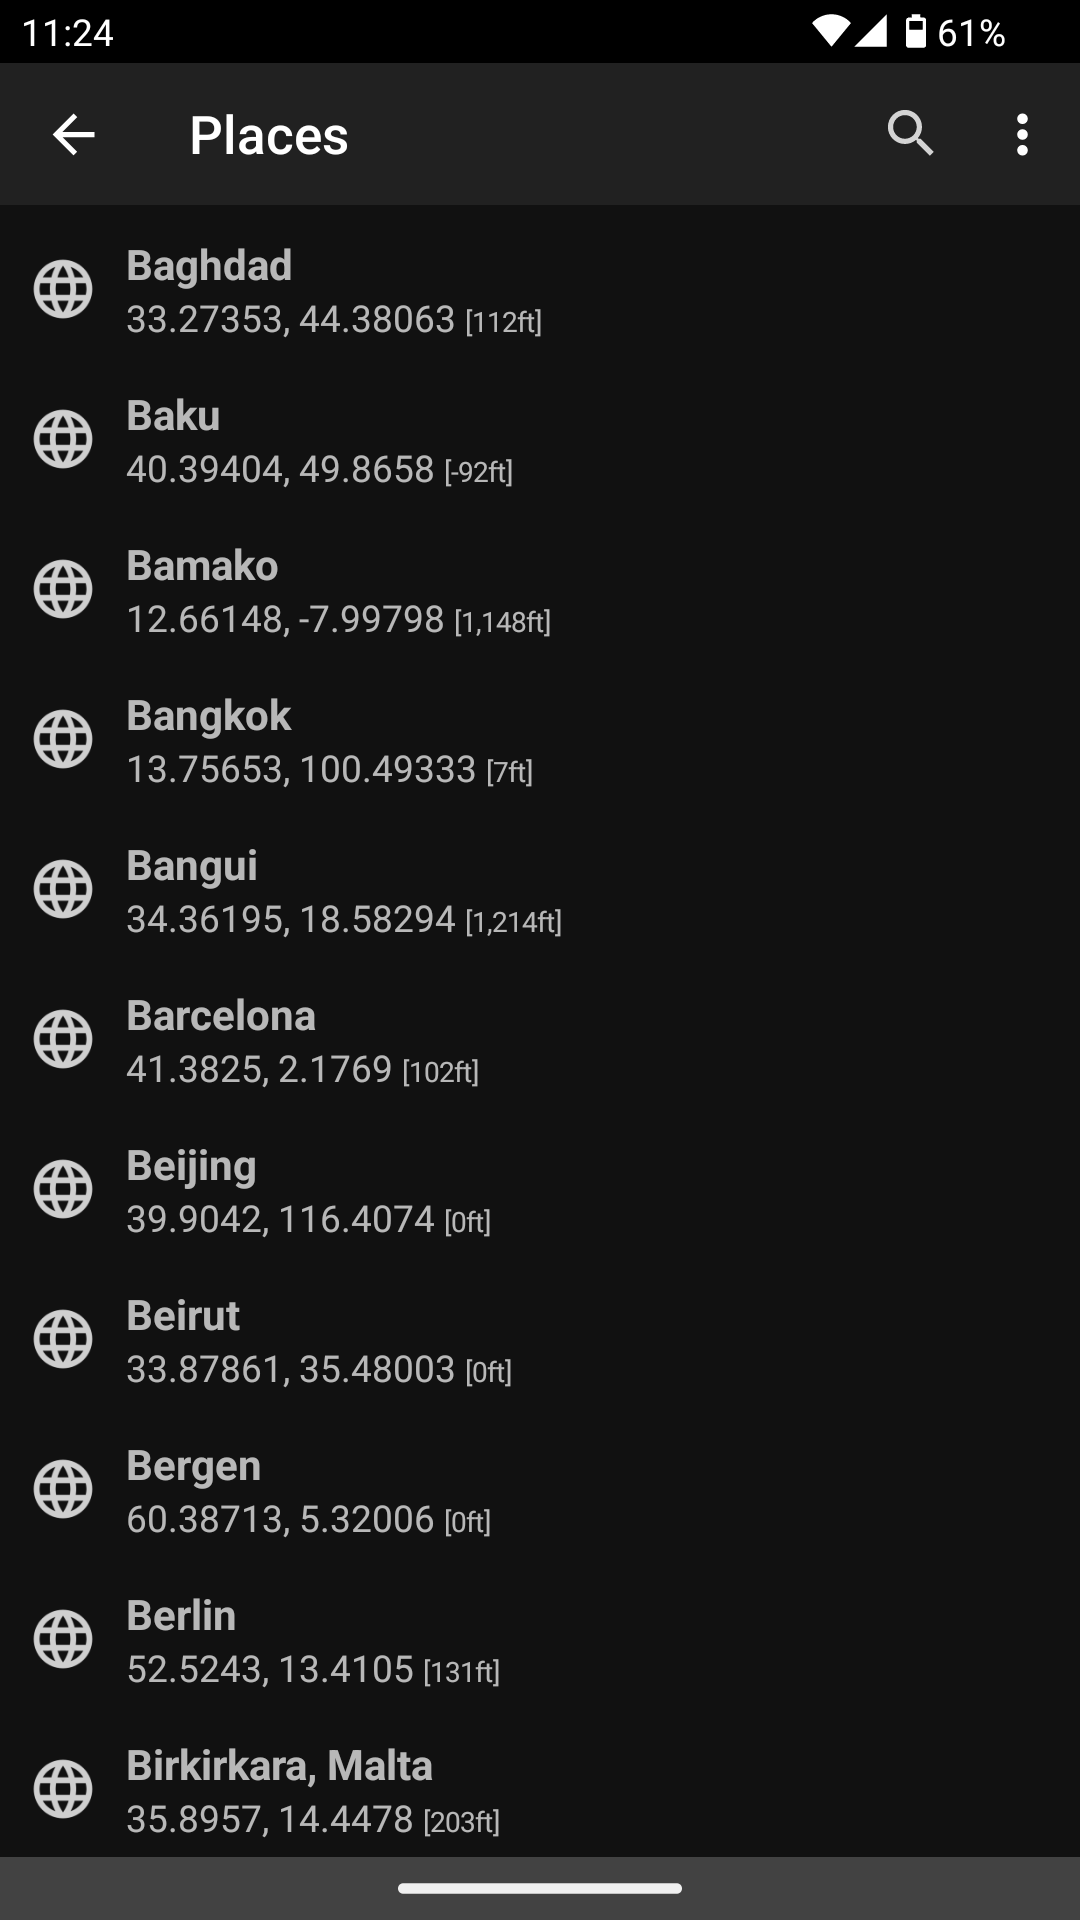 11:24
61%
Places
Baghdad
33.27353, 44.38063 [112ft]
Baku
40.39404, 49.8658 [-92ft]
Bamako
12.66148, -7.99798 [1,148ft]
Bangkok
13.75653, 100.49333 [7ft]
Bangui
34.36195, 18.58294 [1,214ft]
Barcelona
41.3825, 2.1769 [102ft]
Beijing
39.9042, 116.4074 [0ft]
Beirut
33.87861, 35.48003 [0ft]
Bergen
60.38713, 5.32006 [0ft]
Berlin
52.5243, 13.4105 [131ft]
Birkirkara, Malta
35.8957, 14.4478 [203ft]